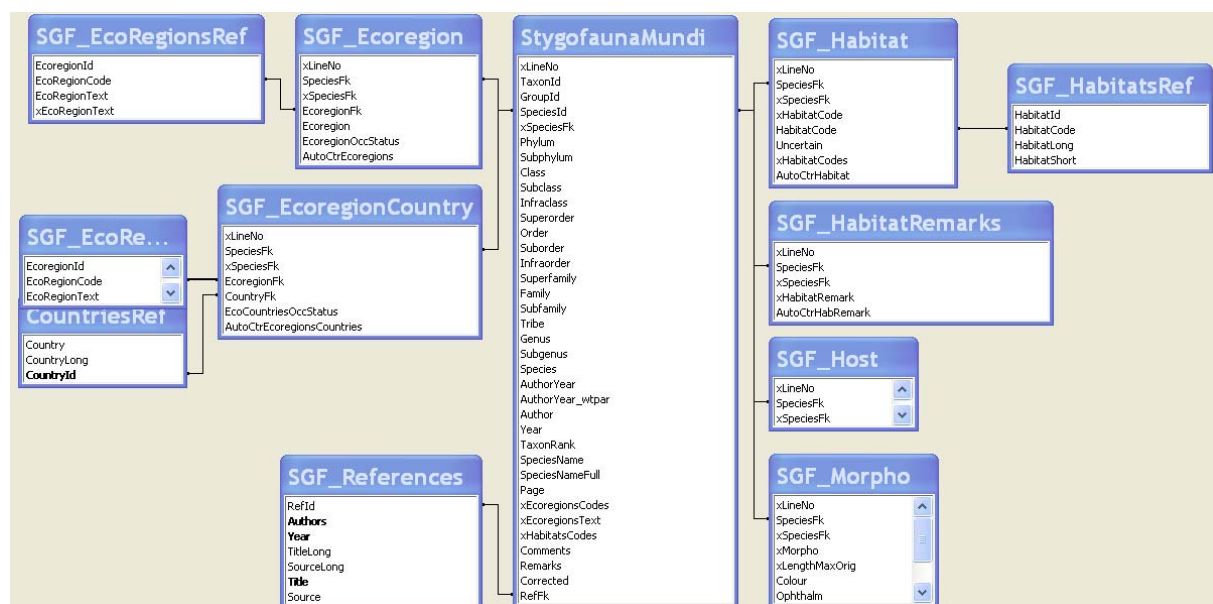 SGF_EcoRegionsRef
EcoregionId
EcoRegionCode
EcoRegionText
xEcoRegionText
SGF_Ecoregion
xLineNo
SpeciesFk
xSpeciesFk
EcoregionFk
Ecoregion
EcoregionOccStatus
AutoCtrEcoregions
SGF_EcoregionCountry
xLineNo
SpeciesFk
xSpeciesFk
EcoregionFk
CountryFk
EcoCountriesOccStatus
AutoCtrEcoregionsCountries
SGF_EcoRe...
EcoregionId
EcoRegionCode
EcoRegionText
CountriesRef
Country
CountryLong
CountryId
SGF_References
RefId
Authors
Year
TitleLong
SourceLong
Title
Source
StygofaunaMundi
xLineNo
TaxonId
GroupId
SpeciesId
xSpeciesFk
Phylum
Subphylum
Class
Subclass
Infraclass
Superorder
Order
Suborder
Infraorder
Superfamily
Family
Subfamily
Tribe
Genus
Subgenus
Species
AuthorYear
AuthorYear_wtpar
Author
Year
TaxonRank
SpeciesName
SpeciesNameFull
Page
xEcoregionsCodes
xEcoregionsText
xHabitatsCodes
Comments
Remarks
Corrected
RefFk
SGF_Habitat
xLineNo
SpeciesFk
xSpeciesFk
xHabitatCode
HabitatCode
Uncertain
xHabitatCodes
AutoCtrHabitat
SGF_HabitatsRef
HabitatId
HabitatCode
HabitatLong
HabitatShort
SGF_HabitatRemarks
xLineNo
SpeciesFk
xSpeciesFk
xHabitatRemark
AutoCtrHabRemark
SGF_Host
xLineNo
SpeciesFk
xSpeciesFk
SGF_Morpho
xLineNo
SpeciesFk
xSpeciesFk
xMorpho
xLengthMaxOrig
Colour
Ophthalm